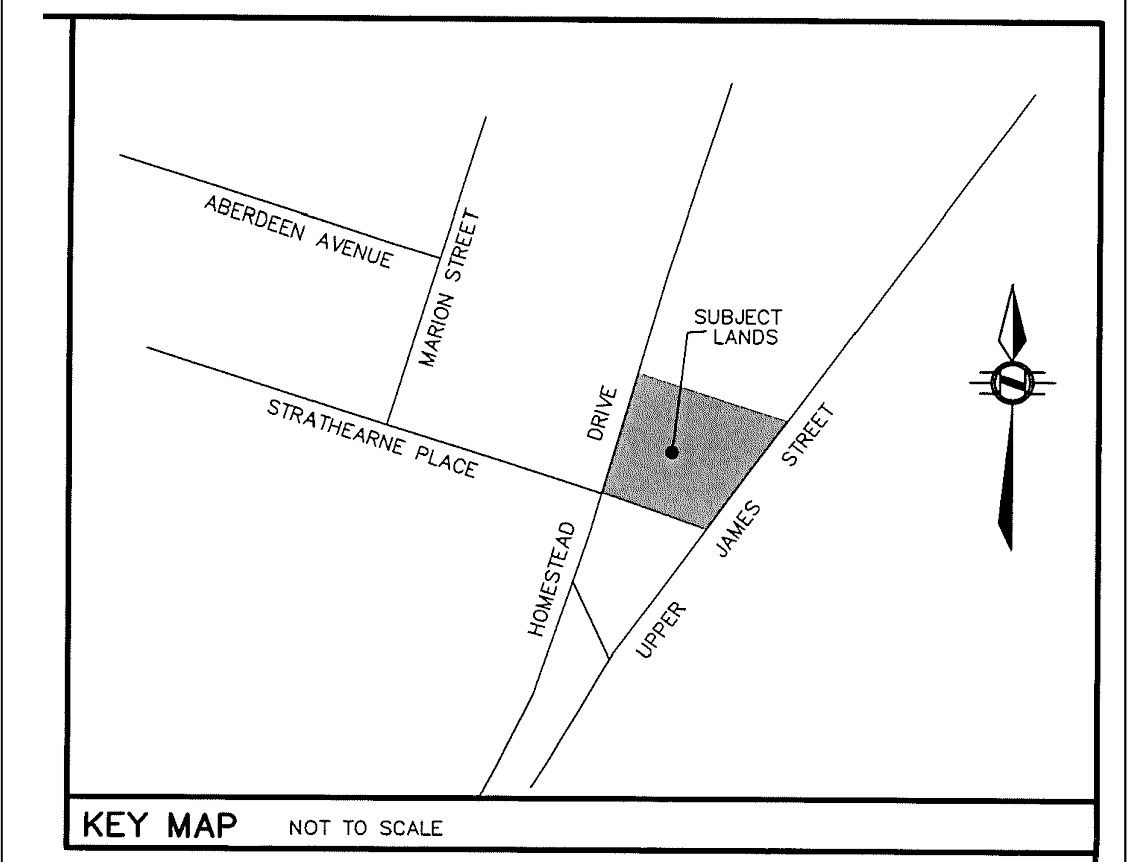 ABERDEEN AVENUE
MARION STREET
SUBJECT
LANDS
STRATHEARNE PLACE
HOMESTEAD DRIVE
UPPER JAMES STREET
KEY MAP NOT TO SCALE